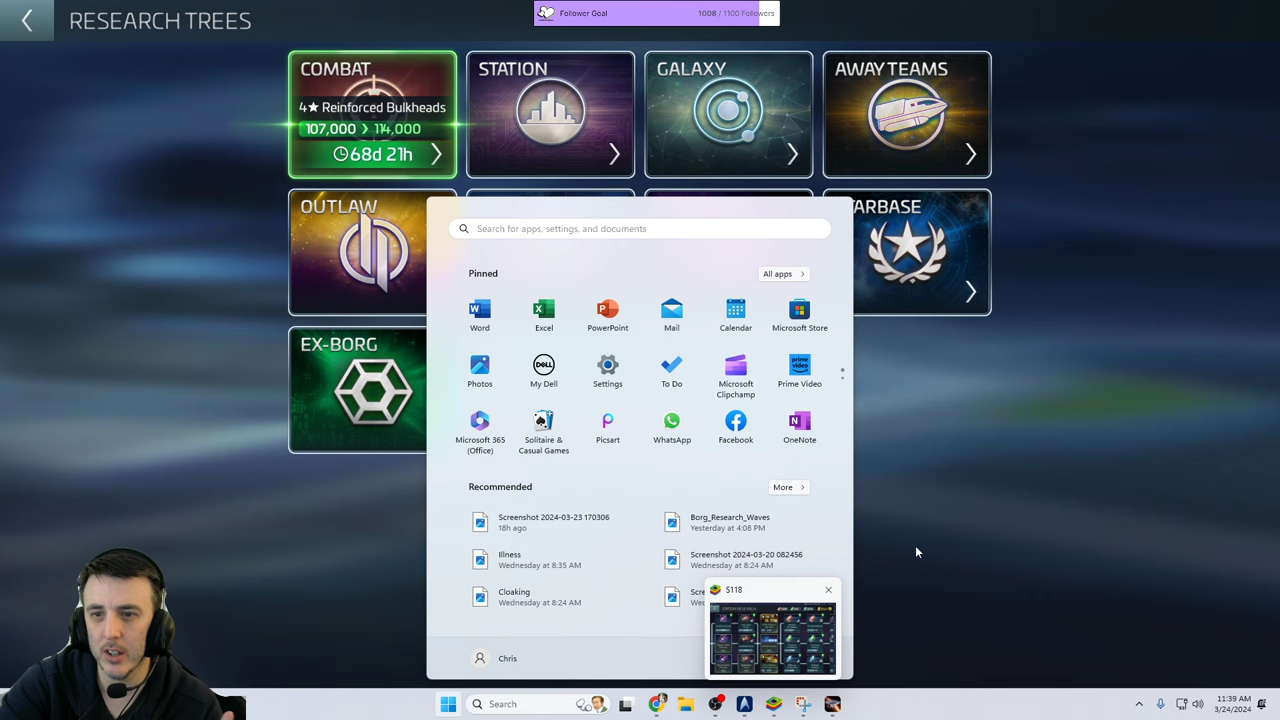 RESEARCH TREES
Follower Goal
1008 / 1100 Followers
COMBAT
4★ Reinforced Bulkheads
107,000 > 114,000
68d 21h
STATION
GALAXY
AWAY TEAMS
OUTLAW
ARBASE
EX-BORG
Search for apps, settings, and documents
Pinned
All apps >
Word
Excel
PowerPoint
Mail
Calendar
Microsoft Store
Photos
My Dell
Settings
To Do
Microsoft
Clipchamp
Prime Video
Microsoft 365
(Office)
Solitaire &
Casual Games
Picsart
WhatsApp
Facebook
OneNote
Recommended
More >
Screenshot 2024-03-23 170306
18h ago
Borg_Research_Waves
Yesterday at 4:08 PM
Illness
Wednesday at 8:35 AM
Screenshot 2024-03-20 082456
Wednesday at 8:24 AM
Cloaking
Wednesday at 8:24 AM
Scre
Wed
S118
Chris
Search
11:39 AM
3/24/2024